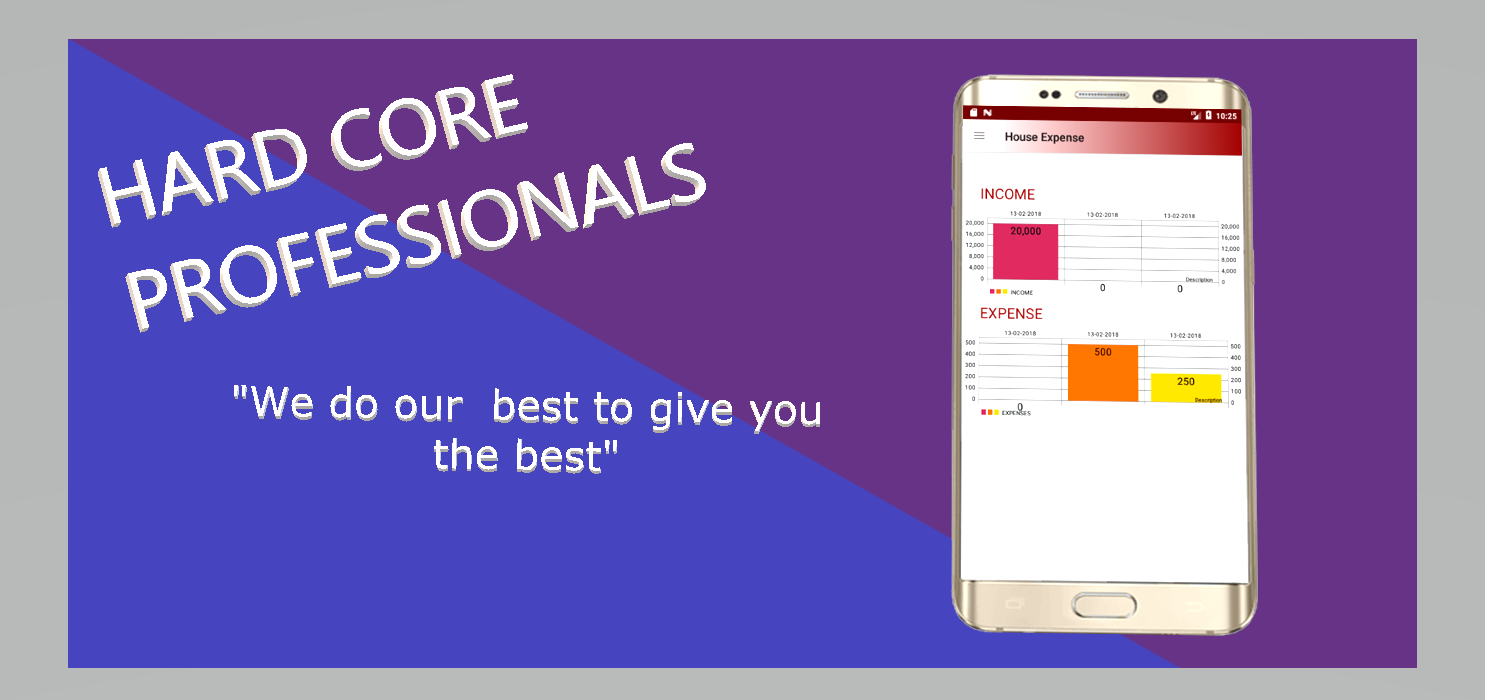 HARD CORE
PROFESSIONALS
"We do our best to give you
the best"
10:25
House Expense
INCOME
13-02-2018 13-02-2018 13-02-2018
20,000 20,000 20,000
16,000 16,000
12,000 12,000
8,000 8,000
4,000 4,000
Description
0 0 0 0
INCOME
EXPENSE
13-02-2018 13-02-2018 13-02-2018
500 500 500
400 400
300 300
200 250 200
100 100
Description
0 0 0
EXPENSES